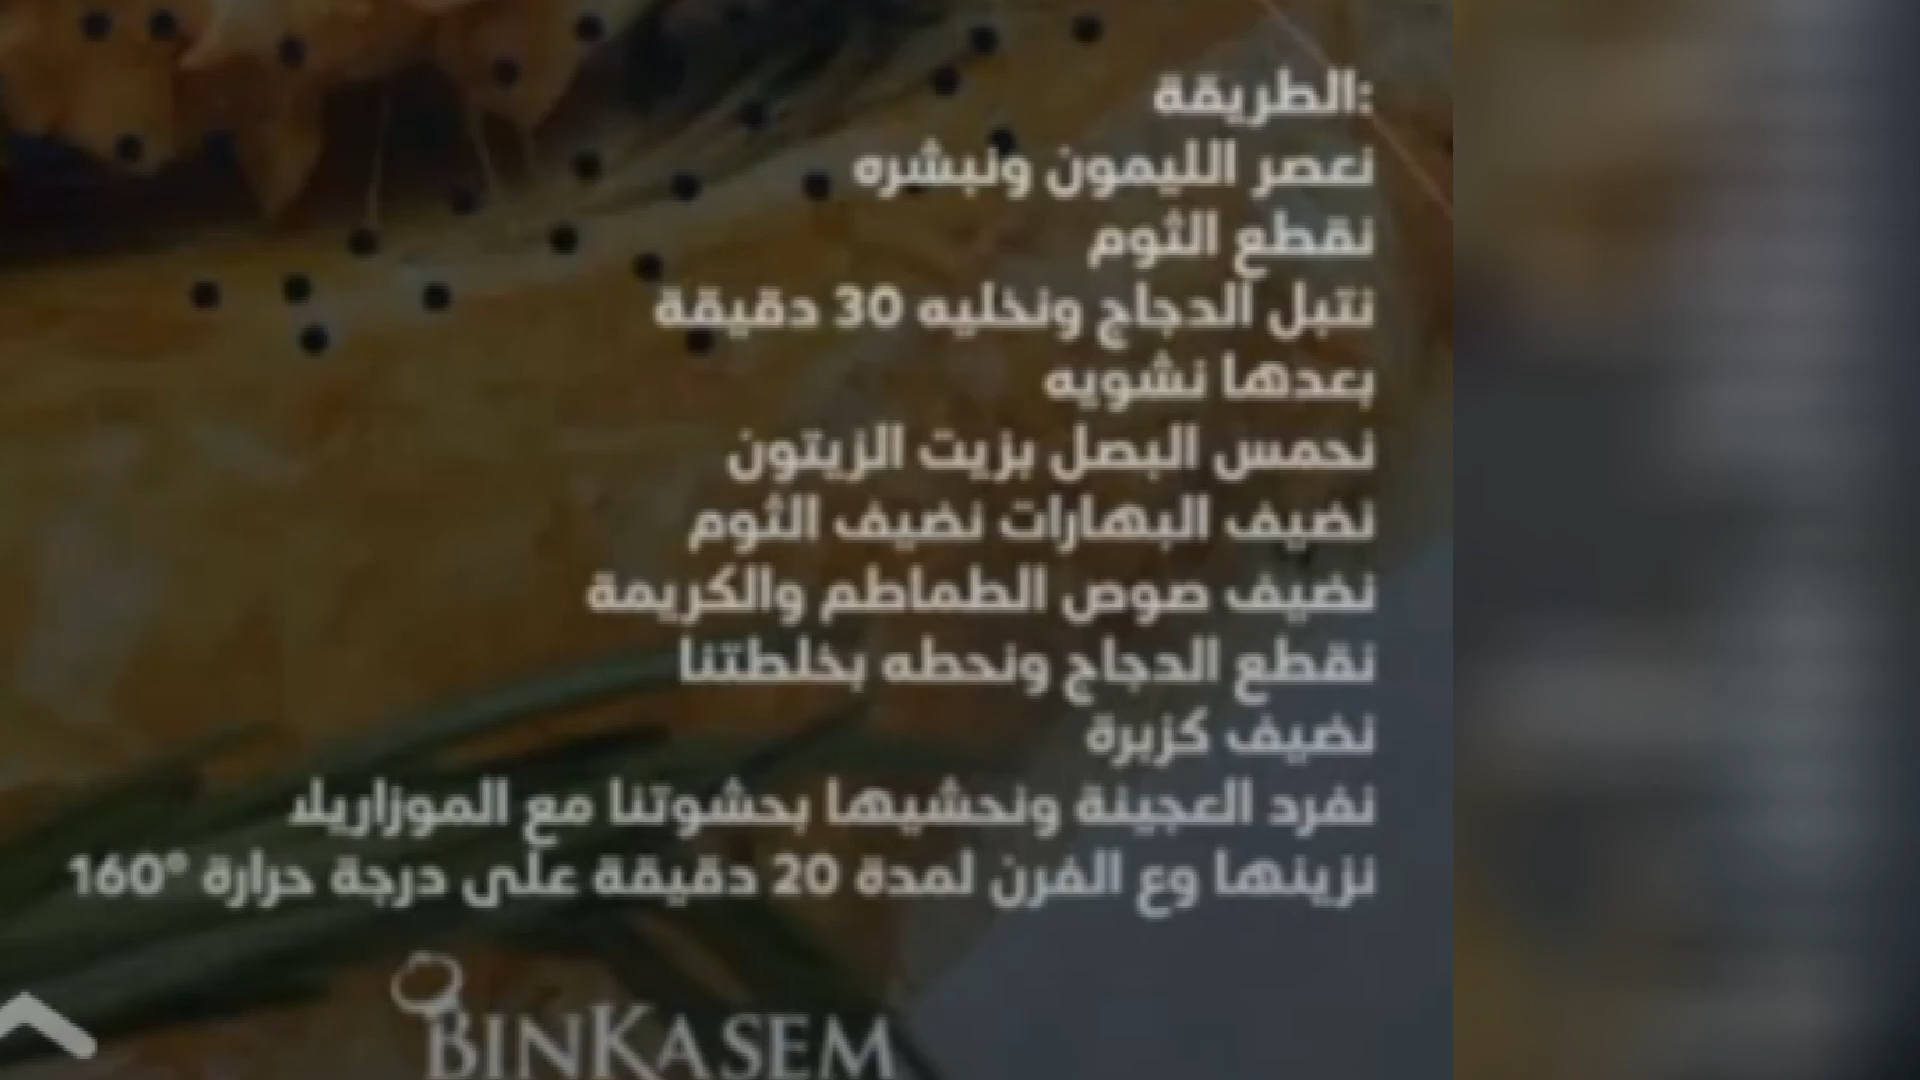 الطريقة:
نعصر الليمون ونبشره
نقطع الثوم
نتبل الدجاج ونخليه 30 دقيقة
بعدها نشويه
نحمس البصل بزيت الزيتون
نضيف البهارات نضيف الثوم
نضيف صوص الطماطم والكريمة
نقطع الدجاج ونحطه بخلطتنا
نضيف كزبرة
نفرد العجينة ونحشيها بحشوتنا مع الموزاريلا
نزينها وع الفرن لمدة 20 دقيقة على درجة حرارة 160°
BINKASEM